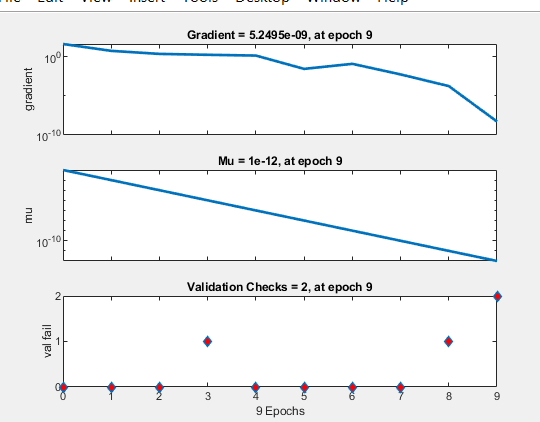 File Edit View Insert Tools Desktop Window Help
Gradient = 5.2495e-09, at epoch 9
10^0
gradient
10^-10
Mu = 1e-12, at epoch 9
mu
10^-10
Validation Checks = 2, at epoch 9
2
1
val fail
0
0 1 2 3 4 5 6 7 8 9
9 Epochs